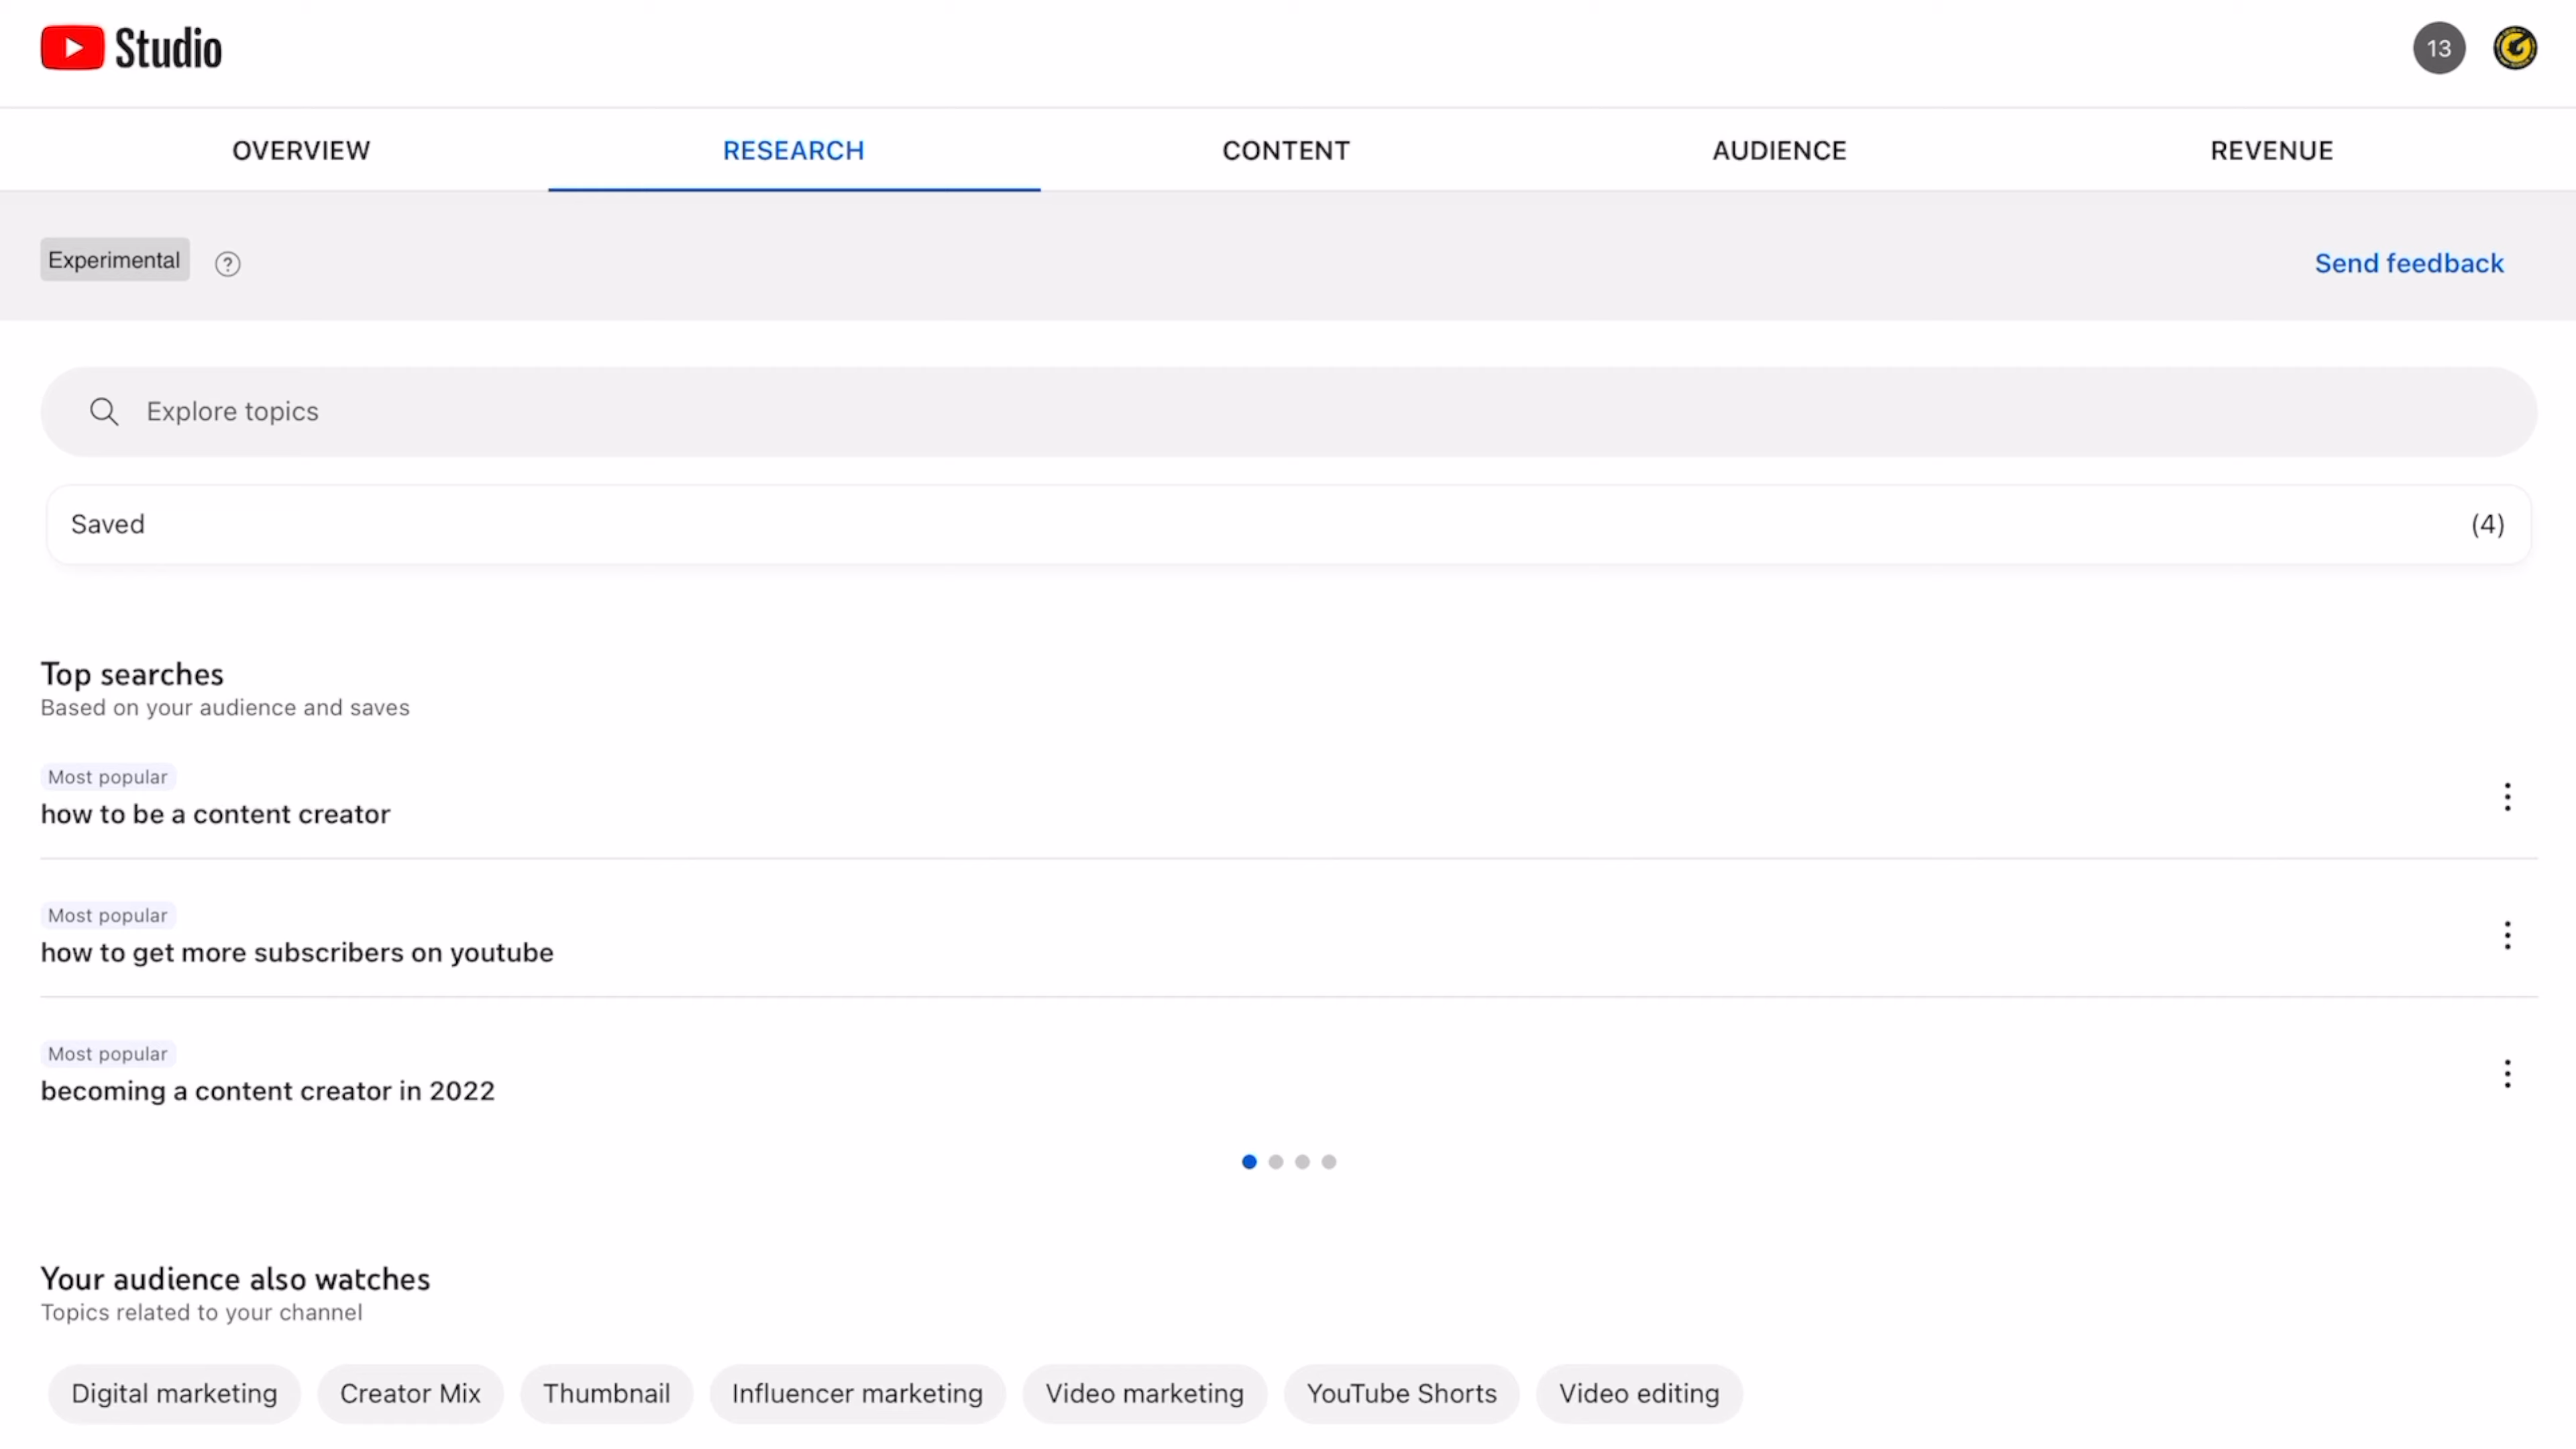 Studio
13
OVERVIEW
RESEARCH
CONTENT
AUDIENCE
REVENUE
Experimental
?
Send feedback
Explore topics
Saved
(4)
Top searches
Based on your audience and saves
Most popular
how to be a content creator
Most popular
how to get more subscribers on youtube
Most popular
becoming a content creator in 2022
Your audience also watches
Topics related to your channel
Digital marketing
Creator Mix
Thumbnail
Influencer marketing
Video marketing
YouTube Shorts
Video editing